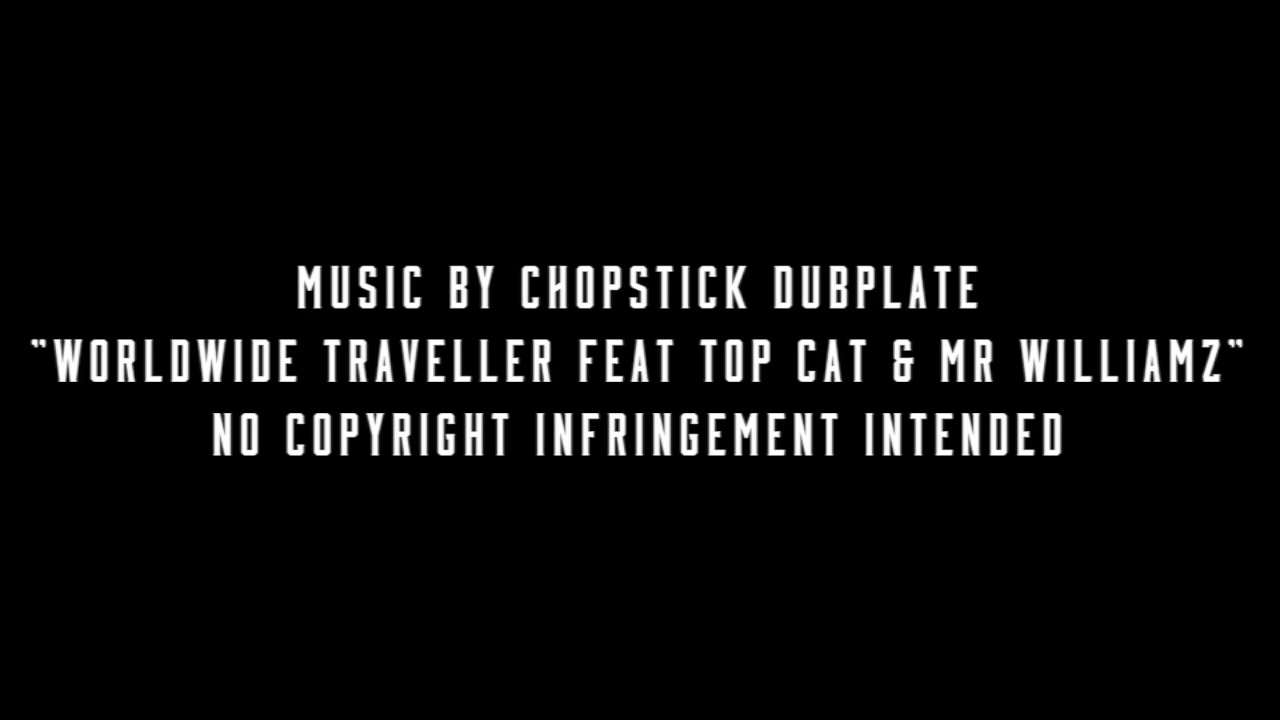 MUSIC BY CHOPSTICK DUBPLATE
"WORLDWIDE TRAVELLER FEAT TOP CAT & MR WILLIAMZ"
NO COPYRIGHT INFRINGEMENT INTENDED